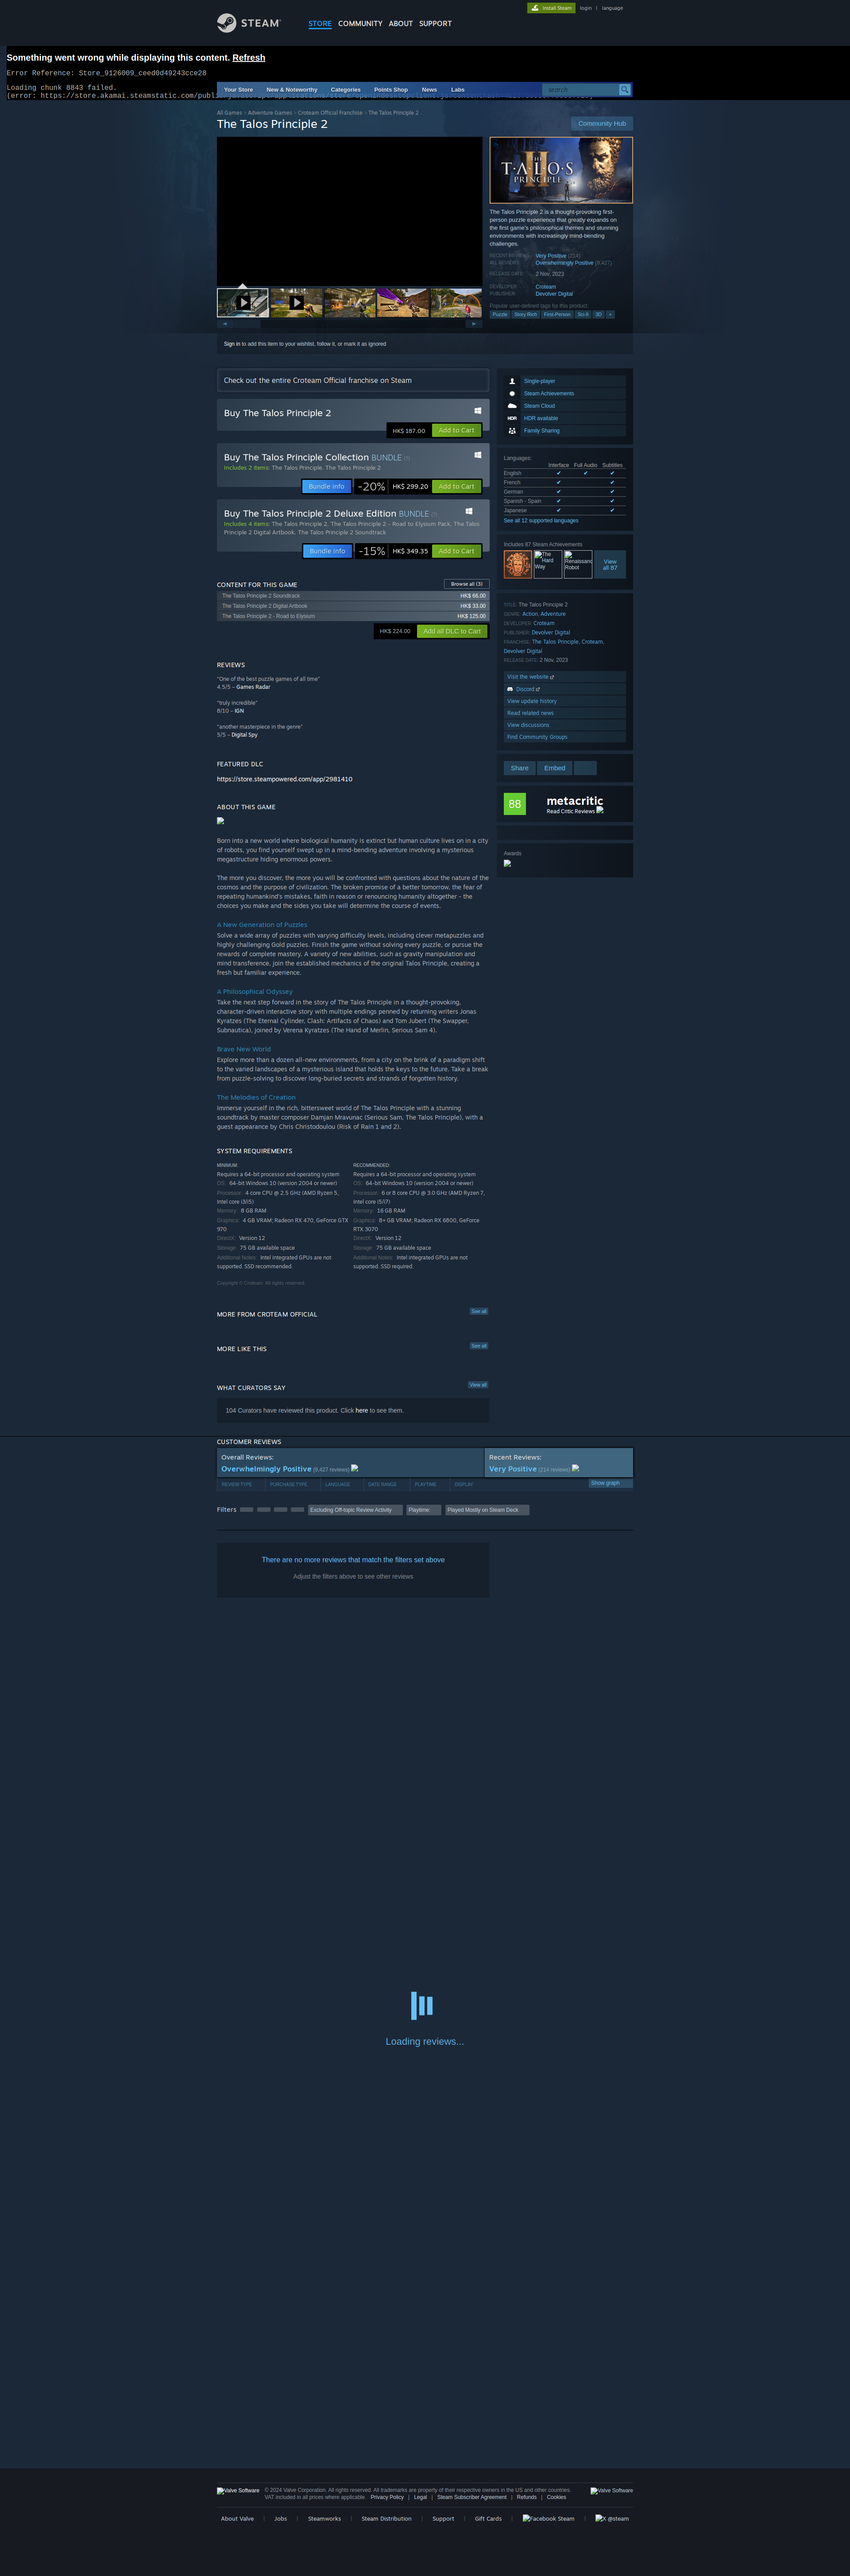 Install Steam
login | language
STEAM
STORE COMMUNITY ABOUT SUPPORT
Something went wrong while displaying this content. Refresh
Error Reference: Store_9126009_ceed0d49243cce28
Loading chunk 8843 failed.
Your Store New & Noteworthy Categories Points Shop News Labs
search
All Games > Adventure Games > Croteam Official Franchise > The Talos Principle 2
The Talos Principle 2
Community Hub
THE TALOS PRINCIPLE II
The Talos Principle 2 is a thought-provoking first-
person puzzle experience that greatly expands on
the first game's philosophical themes and stunning
environments with increasingly mind-bending
challenges.
RECENT REVIEWS: Very Positive (214)
ALL REVIEWS: Overwhelmingly Positive (9,427)
RELEASE DATE: 2 Nov, 2023
DEVELOPER: Croteam
PUBLISHER: Devolver Digital
Popular user-defined tags for this product:
Puzzle Story Rich First-Person Sci-fi 3D +
Sign in to add this item to your wishlist, follow it, or mark it as ignored
Check out the entire Croteam Official franchise on Steam
Buy The Talos Principle 2
HK$ 187.00 Add to Cart
Buy The Talos Principle Collection BUNDLE (?)
Includes 2 items: The Talos Principle, The Talos Principle 2
Bundle info -20% HK$ 299.20 Add to Cart
Buy The Talos Principle 2 Deluxe Edition BUNDLE (?)
Includes 4 items: The Talos Principle 2, The Talos Principle 2 - Road to Elysium Pack, The Talos
Principle 2 Digital Artbook, The Talos Principle 2 Soundtrack
Bundle info -15% HK$ 349.35 Add to Cart
CONTENT FOR THIS GAME Browse all (3)
The Talos Principle 2 Soundtrack HK$ 66.00
The Talos Principle 2 Digital Artbook HK$ 33.00
The Talos Principle 2 - Road to Elysium HK$ 125.00
HK$ 224.00 Add all DLC to Cart
REVIEWS
“One of the best puzzle games of all time”
4.5/5 – Games Radar
“truly incredible”
8/10 – IGN
“another masterpiece in the genre”
5/5 – Digital Spy
FEATURED DLC
https://store.steampowered.com/app/2981410
ABOUT THIS GAME
Born into a new world where biological humanity is extinct but human culture lives on in a city
of robots, you find yourself swept up in a mind-bending adventure involving a mysterious
megastructure hiding enormous powers.
The more you discover, the more you will be confronted with questions about the nature of the
cosmos and the purpose of civilization. The broken promise of a better tomorrow, the fear of
repeating humankind's mistakes, faith in reason or renouncing humanity altogether - the
choices you make and the sides you take will determine the course of events.
A New Generation of Puzzles
Solve a wide array of puzzles with varying difficulty levels, including clever metapuzzles and
highly challenging Gold puzzles. Finish the game without solving every puzzle, or pursue the
rewards of complete mastery. A variety of new abilities, such as gravity manipulation and
mind transference, join the established mechanics of the original Talos Principle, creating a
fresh but familiar experience.
A Philosophical Odyssey
Take the next step forward in the story of The Talos Principle in a thought-provoking,
character-driven interactive story with multiple endings penned by returning writers Jonas
Kyratzes (The Eternal Cylinder, Clash: Artifacts of Chaos) and Tom Jubert (The Swapper,
Subnautica), joined by Verena Kyratzes (The Hand of Merlin, Serious Sam 4).
Brave New World
Explore more than a dozen all-new environments, from a city on the brink of a paradigm shift
to the varied landscapes of a mysterious island that holds the keys to the future. Take a break
from puzzle-solving to discover long-buried secrets and strands of forgotten history.
The Melodies of Creation
Immerse yourself in the rich, bittersweet world of The Talos Principle with a stunning
soundtrack by master composer Damjan Mravunac (Serious Sam, The Talos Principle), with a
guest appearance by Chris Christodoulou (Risk of Rain 1 and 2).
SYSTEM REQUIREMENTS
MINIMUM:
Requires a 64-bit processor and operating system
OS: 64-bit Windows 10 (version 2004 or newer)
Processor: 4 core CPU @ 2.5 GHz (AMD Ryzen 5,
Intel core i3/i5)
Memory: 8 GB RAM
Graphics: 4 GB VRAM; Radeon RX 470, GeForce GTX
970
DirectX: Version 12
Storage: 75 GB available space
Additional Notes: Intel integrated GPUs are not
supported. SSD recommended.
RECOMMENDED:
Requires a 64-bit processor and operating system
OS: 64-bit Windows 10 (version 2004 or newer)
Processor: 6 or 8 core CPU @ 3.0 GHz (AMD Ryzen 7,
Intel core i5/i7)
Memory: 16 GB RAM
Graphics: 8+ GB VRAM; Radeon RX 6800, GeForce
RTX 3070
DirectX: Version 12
Storage: 75 GB available space
Additional Notes: Intel integrated GPUs are not
supported. SSD required.
Copyright © Croteam. All rights reserved.
MORE FROM CROTEAM OFFICIAL See all
MORE LIKE THIS See all
WHAT CURATORS SAY View all
104 Curators have reviewed this product. Click here to see them.
Single-player
Steam Achievements
Steam Cloud
HDR HDR available
Family Sharing
Languages:
Interface Full Audio Subtitles
English ✔ ✔ ✔
French ✔ ✔
German ✔ ✔
Spanish - Spain ✔ ✔
Japanese ✔ ✔
See all 12 supported languages
Includes 87 Steam Achievements
The Hard Way
Renaissance Robot
View
all 87
TITLE: The Talos Principle 2
GENRE: Action, Adventure
DEVELOPER: Croteam
PUBLISHER: Devolver Digital
FRANCHISE: The Talos Principle, Croteam,
Devolver Digital
RELEASE DATE: 2 Nov, 2023
Visit the website
Discord
View update history
Read related news
View discussions
Find Community Groups
Share Embed
88 metacritic
Read Critic Reviews
Awards
CUSTOMER REVIEWS
Overall Reviews:
Overwhelmingly Positive (9,427 reviews)
Recent Reviews:
Very Positive (214 reviews)
REVIEW TYPE PURCHASE TYPE LANGUAGE DATE RANGE PLAYTIME DISPLAY Show graph
Filters Excluding Off-topic Review Activity Playtime: Played Mostly on Steam Deck
There are no more reviews that match the filters set above
Adjust the filters above to see other reviews
Loading reviews...
Valve Software
© 2024 Valve Corporation. All rights reserved. All trademarks are property of their respective owners in the US and other countries.
VAT included in all prices where applicable. Privacy Policy | Legal | Steam Subscriber Agreement | Refunds | Cookies
Valve Software
About Valve | Jobs | Steamworks | Steam Distribution | Support | Gift Cards | Facebook Steam | X @steam